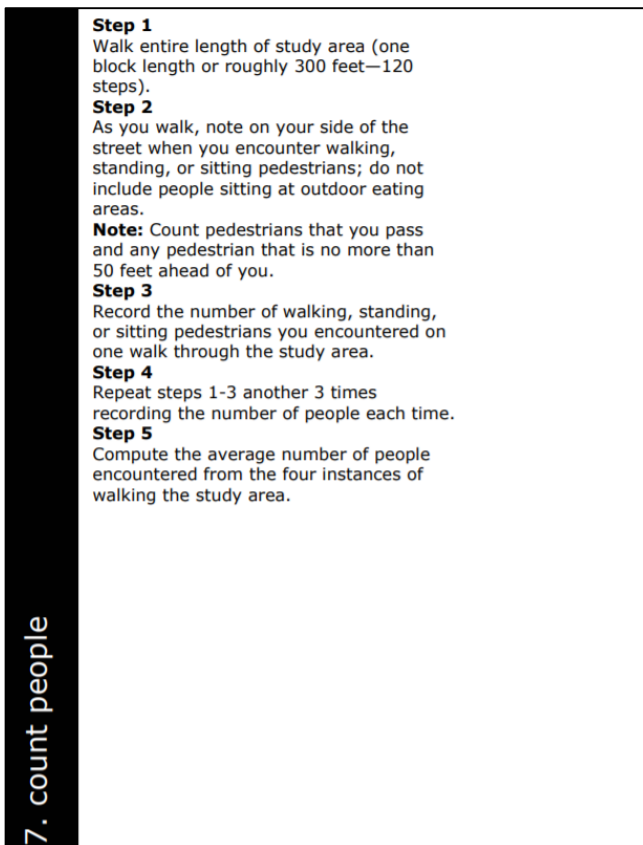 Step 1
Walk entire length of study area (one
block length or roughly 300 feet—120
steps).
Step 2
As you walk, note on your side of the
street when you encounter walking,
standing, or sitting pedestrians; do not
include people sitting at outdoor eating
areas.
Note: Count pedestrians that you pass
and any pedestrian that is no more than
50 feet ahead of you.
Step 3
Record the number of walking, standing,
or sitting pedestrians you encountered on
one walk through the study area.
Step 4
Repeat steps 1-3 another 3 times
recording the number of people each time.
Step 5
Compute the average number of people
encountered from the four instances of
walking the study area.
7. count people